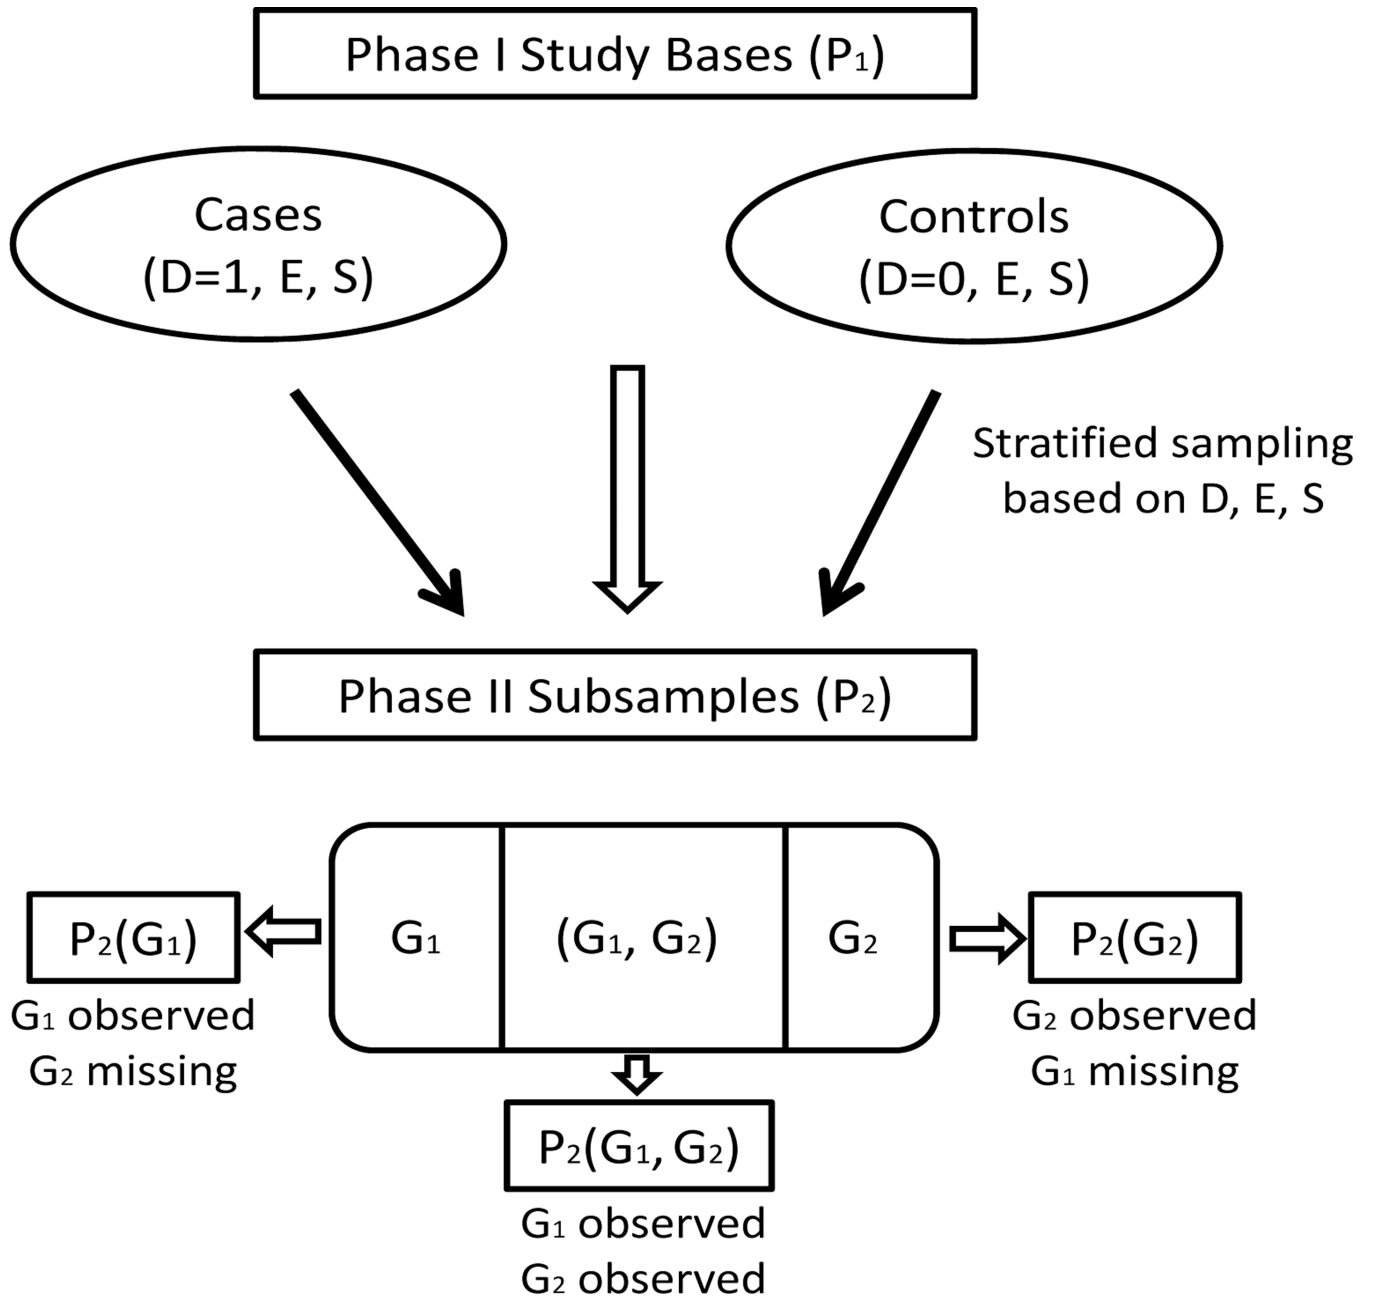 Phase I Study Bases (P₁)
Cases
(D=1, E, S)
Controls
(D=0, E, S)
Stratified sampling
based on D, E, S
Phase II Subsamples (P₂)
G₁
(G₁, G₂)
G₂
P₂(G₁)
G₁ observed
G₂ missing
P₂(G₂)
G₂ observed
G₁ missing
P₂(G₁, G₂)
G₁ observed
G₂ observed